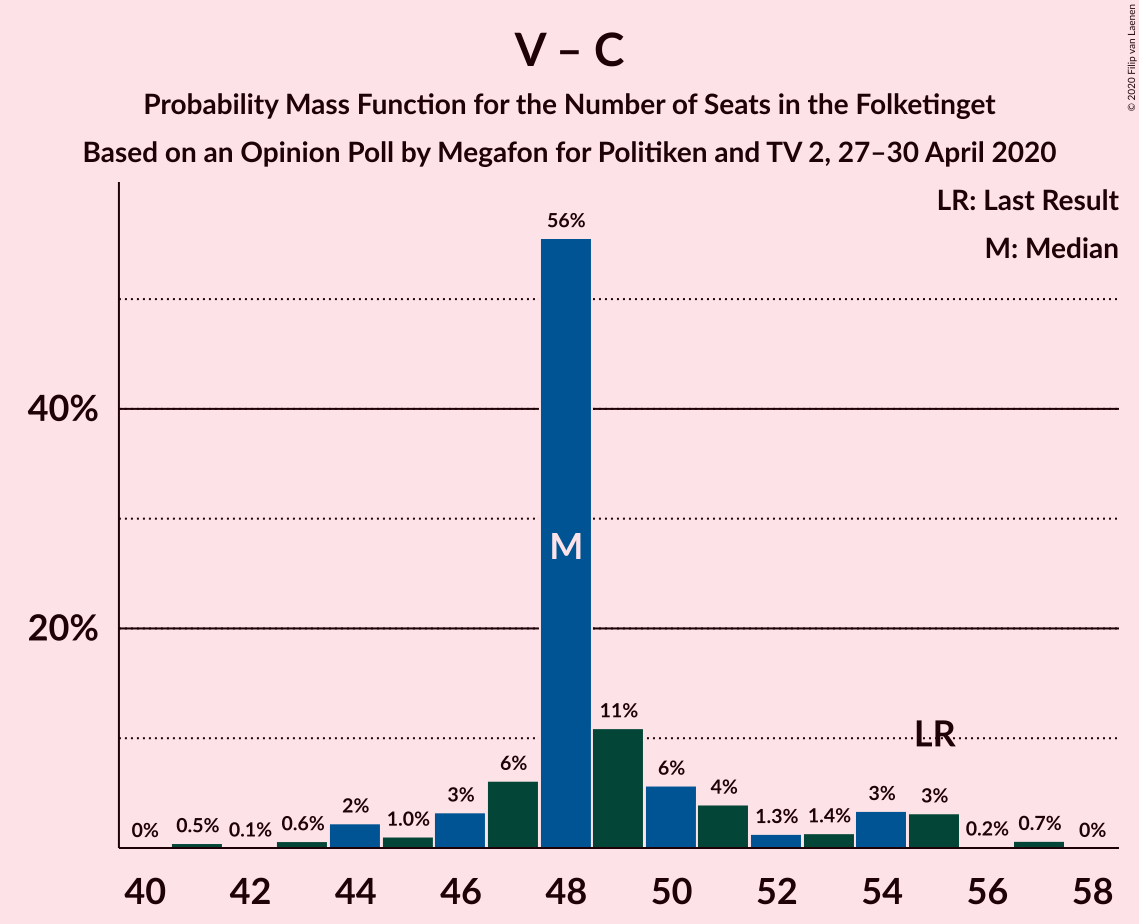 V – C
Probability Mass Function for the Number of Seats in the Folketinget
Based on an Opinion Poll by Megafon for Politiken and TV 2, 27–30 April 2020
© 2020 Filip van Laenen
LR: Last Result
M: Median
40%
20%
0%
0.5%
0.1%
0.6%
2%
1.0%
3%
6%
56%
11%
6%
4%
1.3%
1.4%
3%
3%
0.2%
0.7%
0%
M
LR
40 42 44 46 48 50 52 54 56 58